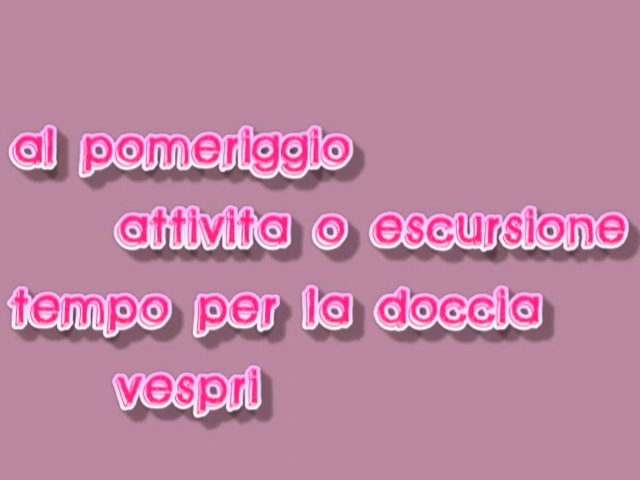 al pomeriggio
attivita o escursione
tempo per la doccia
vespri